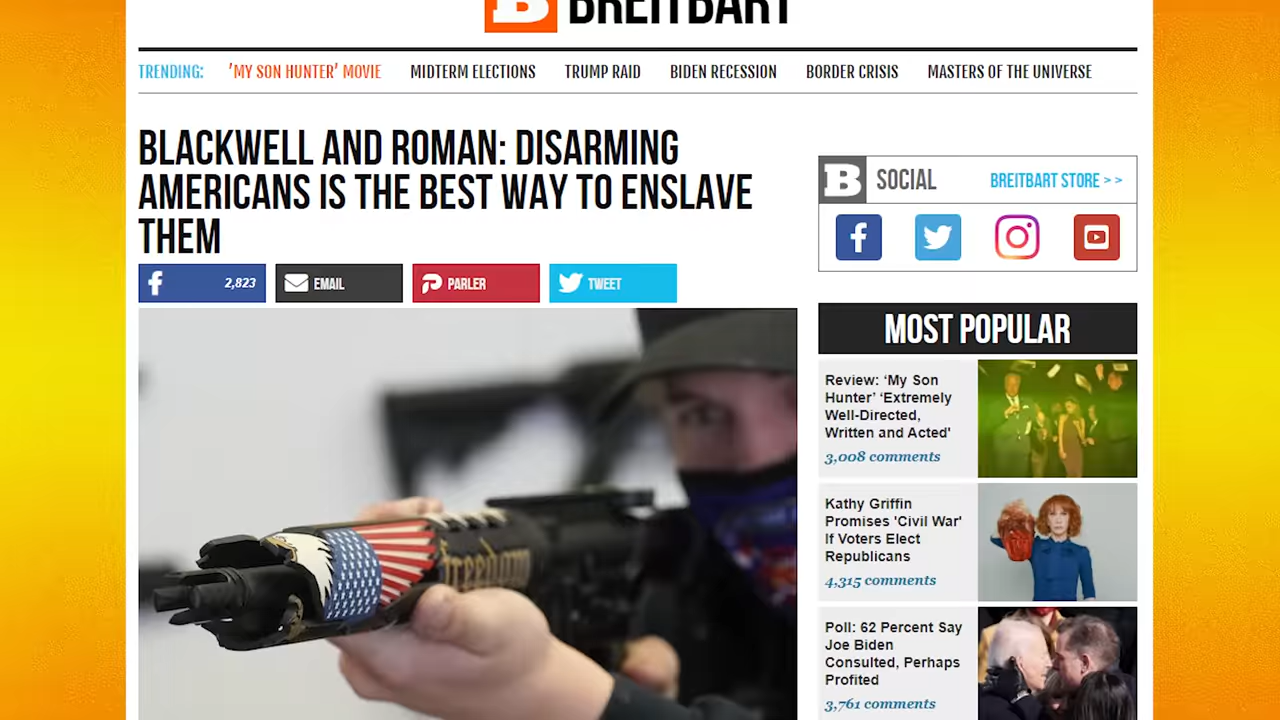 BREITBART
TRENDING:
'MY SON HUNTER' MOVIE
MIDTERM ELECTIONS
TRUMP RAID
BIDEN RECESSION
BORDER CRISIS
MASTERS OF THE UNIVERSE
BLACKWELL AND ROMAN: DISARMING
AMERICANS IS THE BEST WAY TO ENSLAVE
THEM
2,823
EMAIL
PARLER
TWEET
freedom
B SOCIAL
BREITBART STORE >>
MOST POPULAR
Review: ‘My Son
Hunter’ ‘Extremely
Well-Directed,
Written and Acted'
3,008 comments
Kathy Griffin
Promises 'Civil War'
If Voters Elect
Republicans
4,315 comments
Poll: 62 Percent Say
Joe Biden
Consulted, Perhaps
Profited
3,761 comments